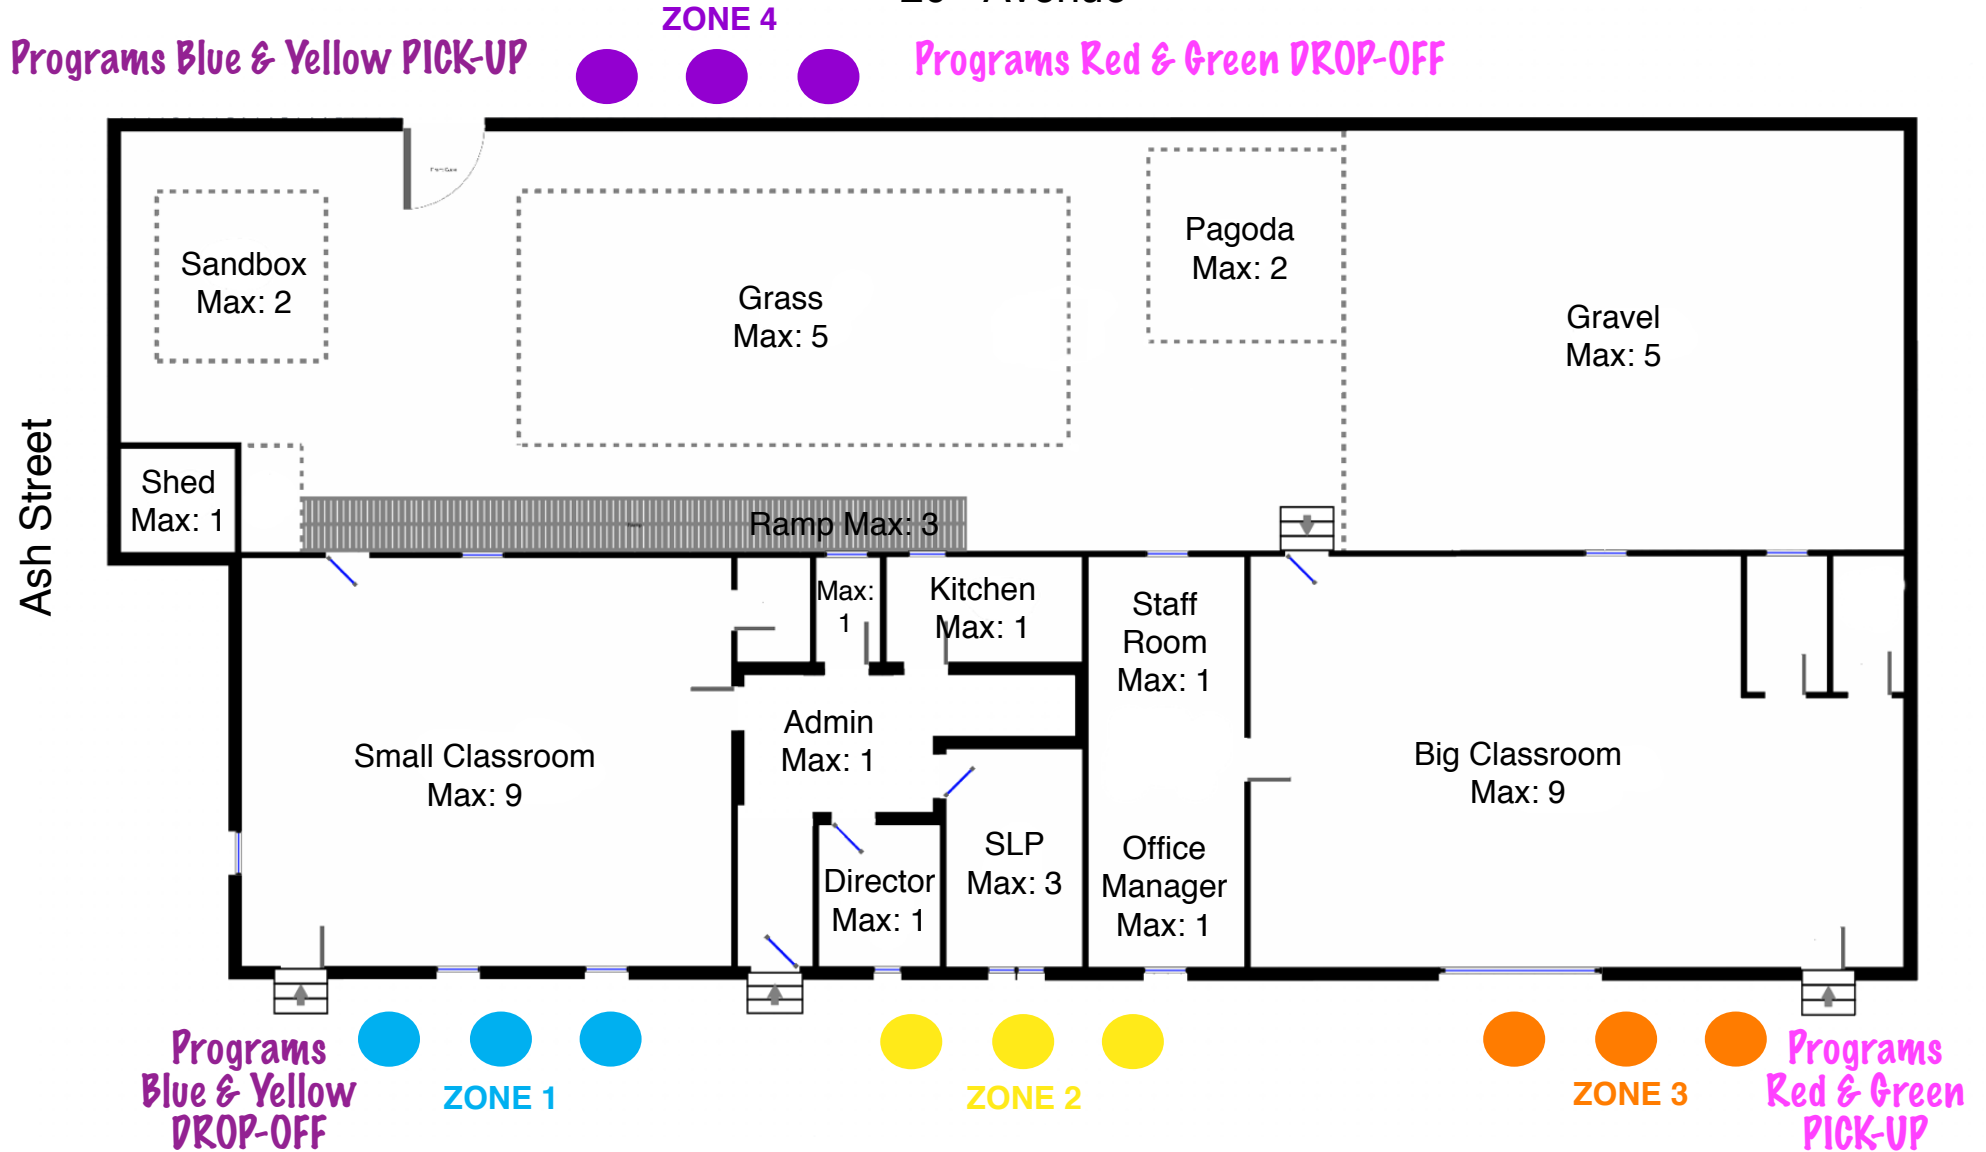 ZONE 4
Programs Blue & Yellow PICK-UP
Programs Red & Green DROP-OFF
Sandbox
Max: 2
Grass
Max: 5
Pagoda
Max: 2
Gravel
Max: 5
Ash Street
Shed
Max: 1
Ramp Max: 3
Max:
1
Kitchen
Max: 1
Staff
Room
Max: 1
Admin
Max: 1
Small Classroom
Max: 9
Big Classroom
Max: 9
Director
Max: 1
SLP
Max: 3
Office
Manager
Max: 1
Programs
Blue & Yellow
DROP-OFF
ZONE 1
ZONE 2
ZONE 3
Programs
Red & Green
PICK-UP